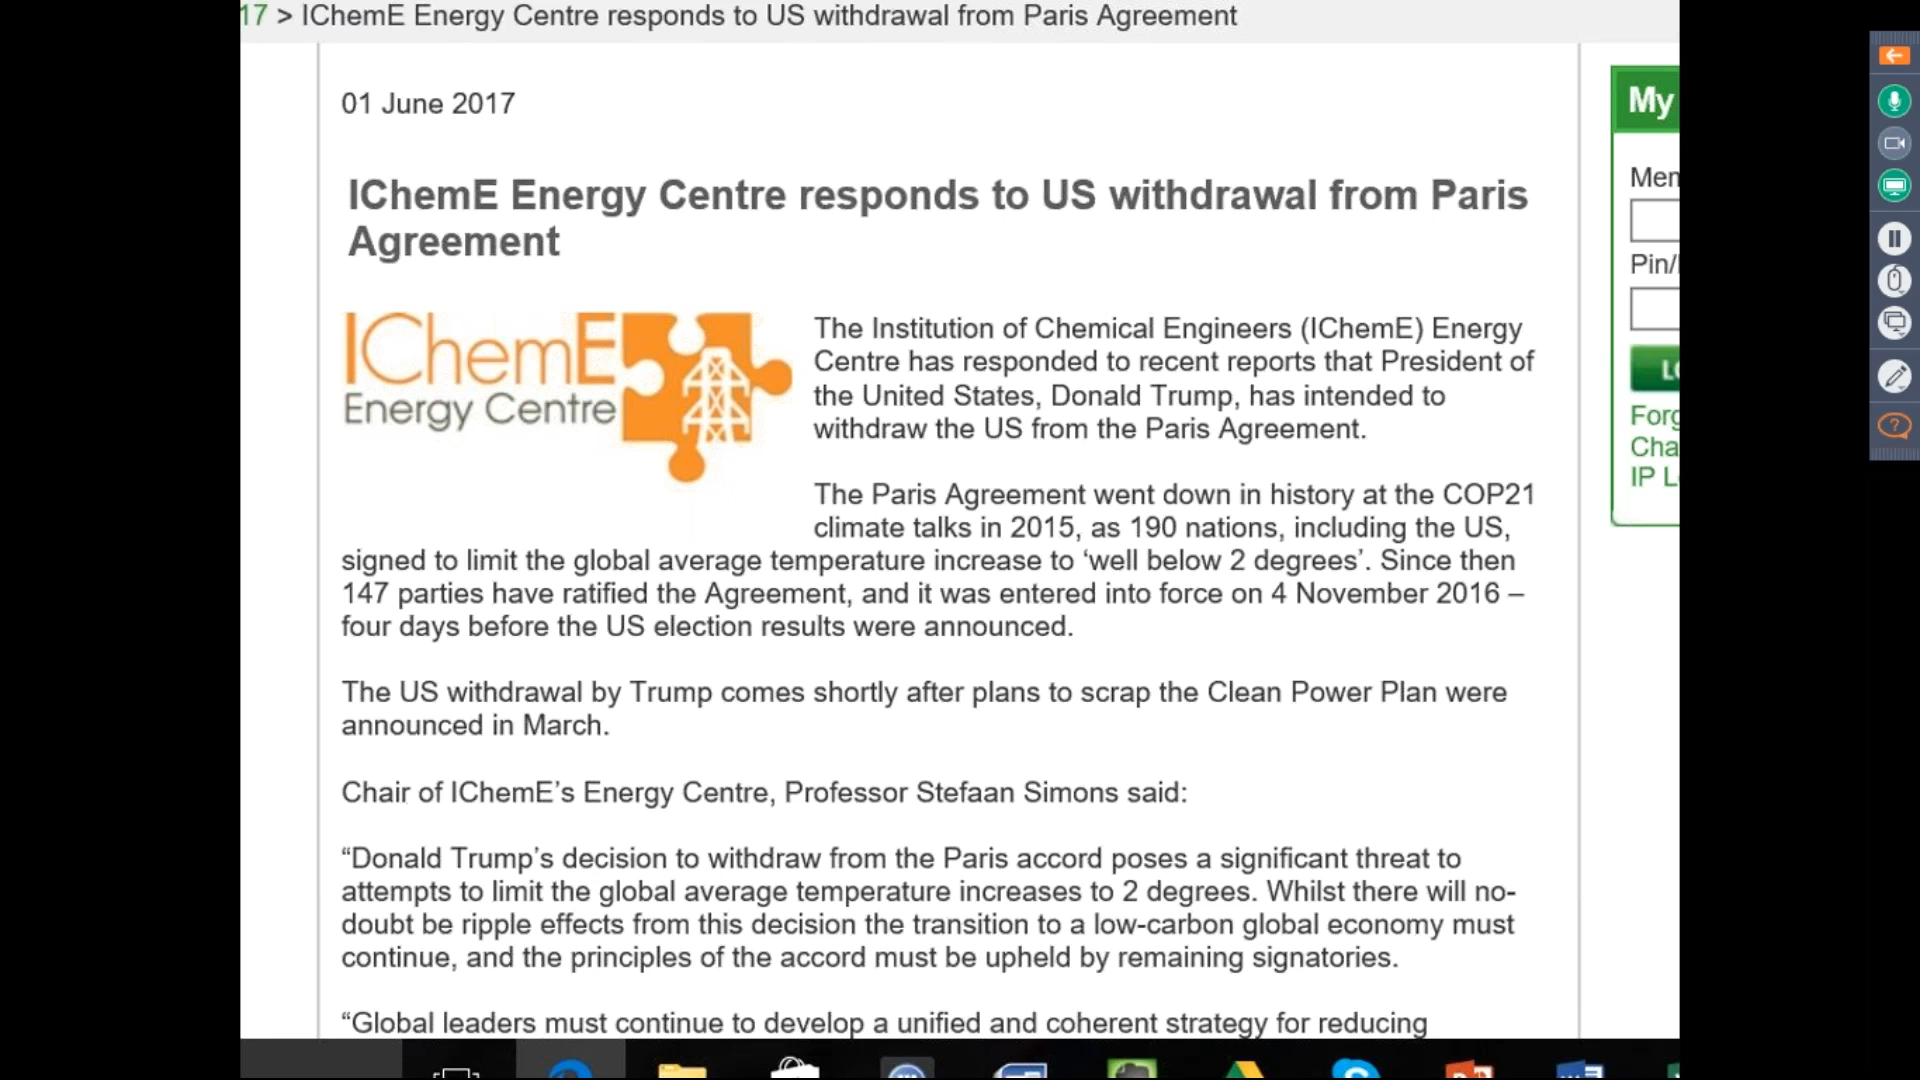 17 > IChemE Energy Centre responds to US withdrawal from Paris Agreement
01 June 2017
IChemE Energy Centre responds to US withdrawal from Paris
Agreement
IChemE
Energy Centre
The Institution of Chemical Engineers (IChemE) Energy
Centre has responded to recent reports that President of
the United States, Donald Trump, has intended to
withdraw the US from the Paris Agreement.
The Paris Agreement went down in history at the COP21
climate talks in 2015, as 190 nations, including the US,
signed to limit the global average temperature increase to ‘well below 2 degrees’. Since then
147 parties have ratified the Agreement, and it was entered into force on 4 November 2016 –
four days before the US election results were announced.
The US withdrawal by Trump comes shortly after plans to scrap the Clean Power Plan were
announced in March.
Chair of IChemE’s Energy Centre, Professor Stefaan Simons said:
“Donald Trump’s decision to withdraw from the Paris accord poses a significant threat to
attempts to limit the global average temperature increases to 2 degrees. Whilst there will no-
doubt be ripple effects from this decision the transition to a low-carbon global economy must
continue, and the principles of the accord must be upheld by remaining signatories.
“Global leaders must continue to develop a unified and coherent strategy for reducing
My
Pin/
IP L